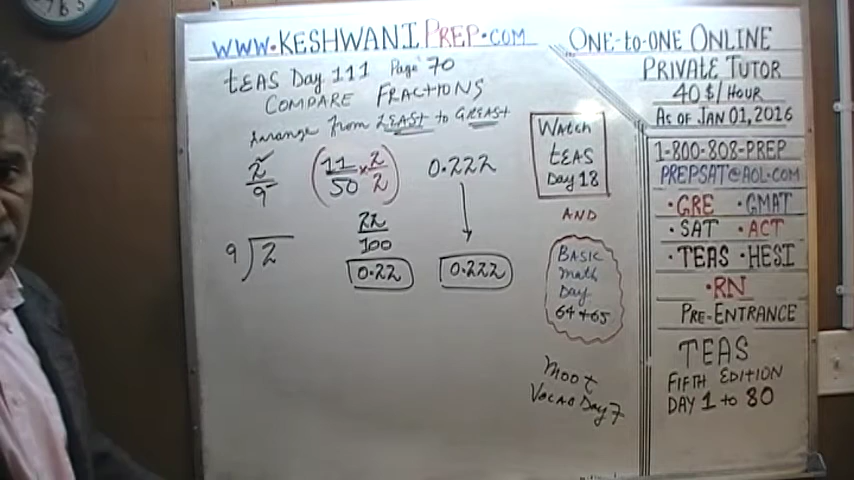 WWW.KESHWANIPREP.COM
TEAS Day 111 Page 70
COMPARE FRACTIONS
Arrange from LEAST to GREAST
2/9 (11/50 × 2/2) 0.222
22/100
9 2
0.22 0.222
Watch
TEAS
Day 18
AND
BASIC
math
Day
64+65
moot
Vocab Day 7
ONE-to-ONE ONLINE
PRIVATE TUTOR
40 $/HOUR
AS OF JAN 01, 2016
1-800-808-PREP
PREPSAT@AOL.COM
•GRE •GMAT
•SAT •ACT
•TEAS •HESI
•RN
PRE-ENTRANCE
TEAS
FIFTH EDITION
DAY 1 to 80